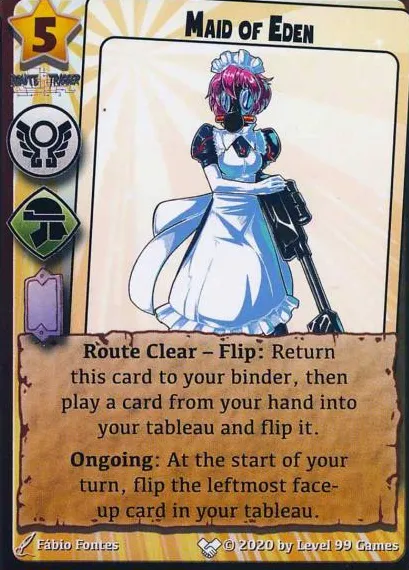 5
MAID OF EDEN
ROUTE TRIGGER
Route Clear – Flip: Return
this card to your binder, then
play a card from your hand into
your tableau and flip it.
Ongoing: At the start of your
turn, flip the leftmost face-
up card in your tableau.
Fábio Fontes
© 2020 by Level 99 Games